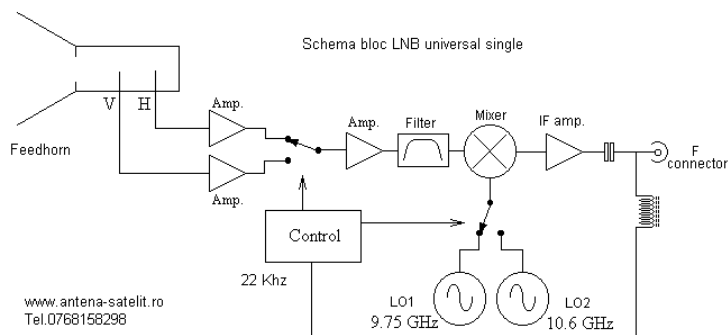 Schema bloc LNB universal single
V H
Feedhorn
Amp.
Amp.
Amp.
Filter
Mixer
IF amp.
F
connector
Control
22 Khz
LO1
9.75 GHz
LO2
10.6 GHz
www.antena-satelit.ro
Tel.0768158298